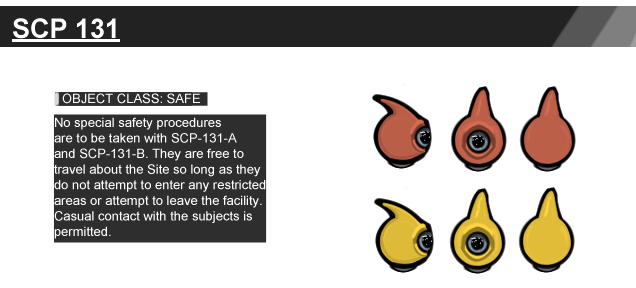 SCP 131
OBJECT CLASS: SAFE
No special safety procedures
are to be taken with SCP-131-A
and SCP-131-B. They are free to
travel about the Site so long as they
do not attempt to enter any restricted
areas or attempt to leave the facility.
Casual contact with the subjects is
permitted.